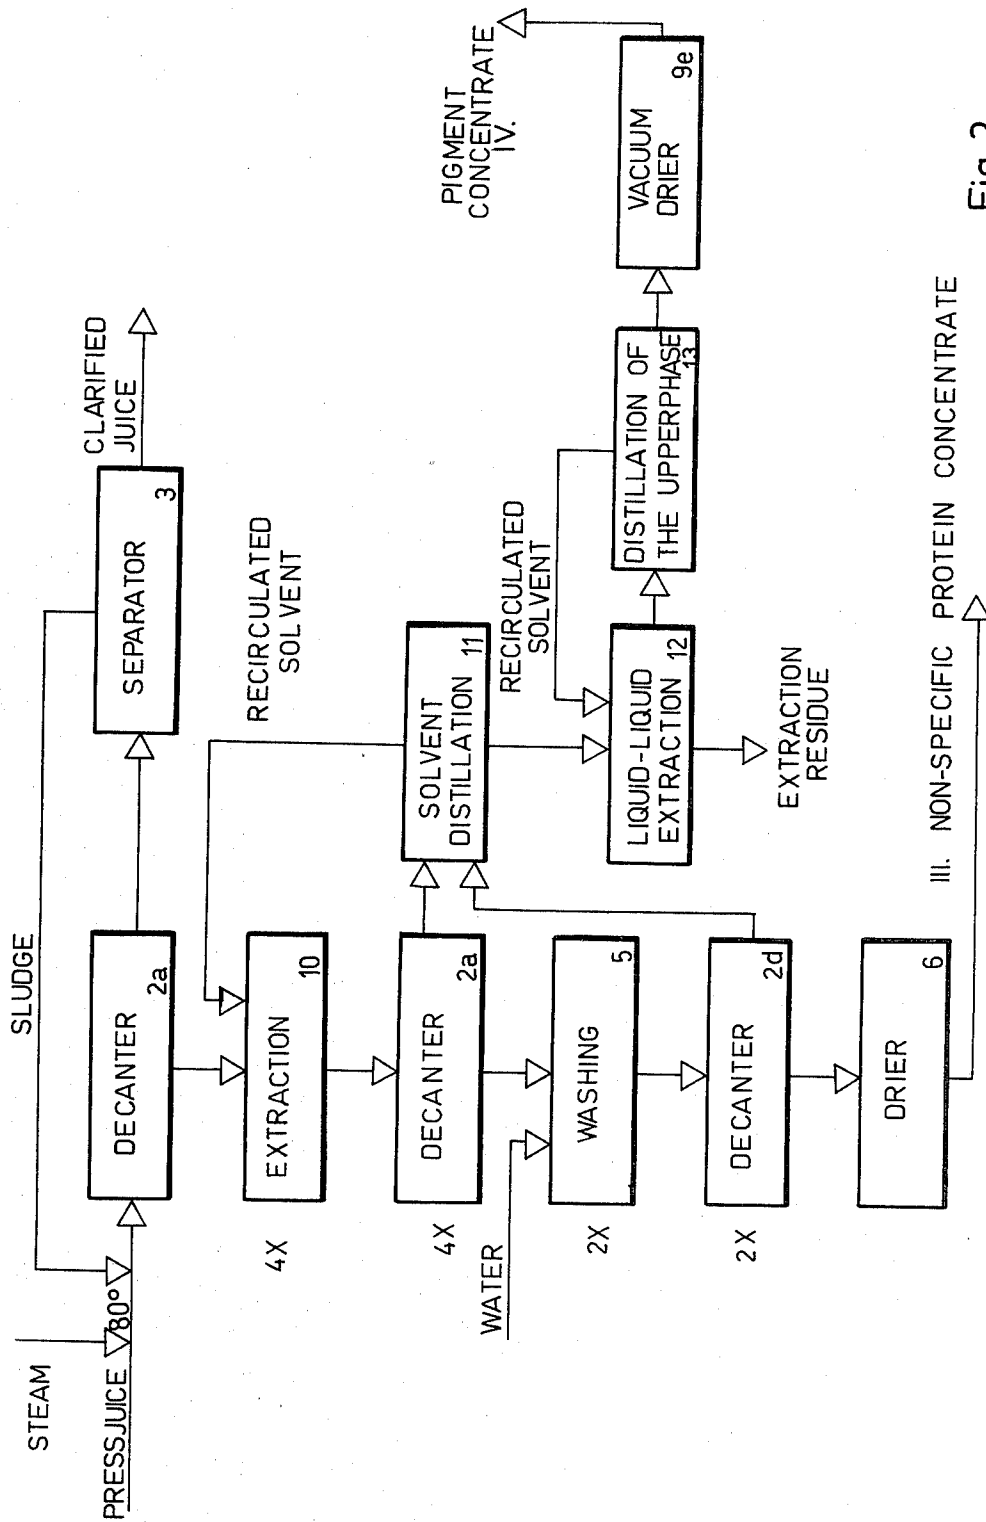 STEAM
PRESSJUICE
80°
SLUDGE
DECANTER
2a
SEPARATOR
3
CLARIFIED
JUICE
4X
EXTRACTION
10
RECIRCULATED
SOLVENT
4X
DECANTER
2a
SOLVENT
DISTILLATION
11
RECIRCULATED
SOLVENT
WATER
2X
WASHING
5
LIQUID-LIQUID
EXTRACTION
12
DISTILLATION OF
THE UPPERPHASE
13
VACUUM
DRIER
9e
PIGMENT
CONCENTRATE
IV.
EXTRACTION
RESIDUE
2X
DECANTER
2d
DRIER
6
III. NON-SPECIFIC PROTEIN CONCENTRATE
Fig. 2